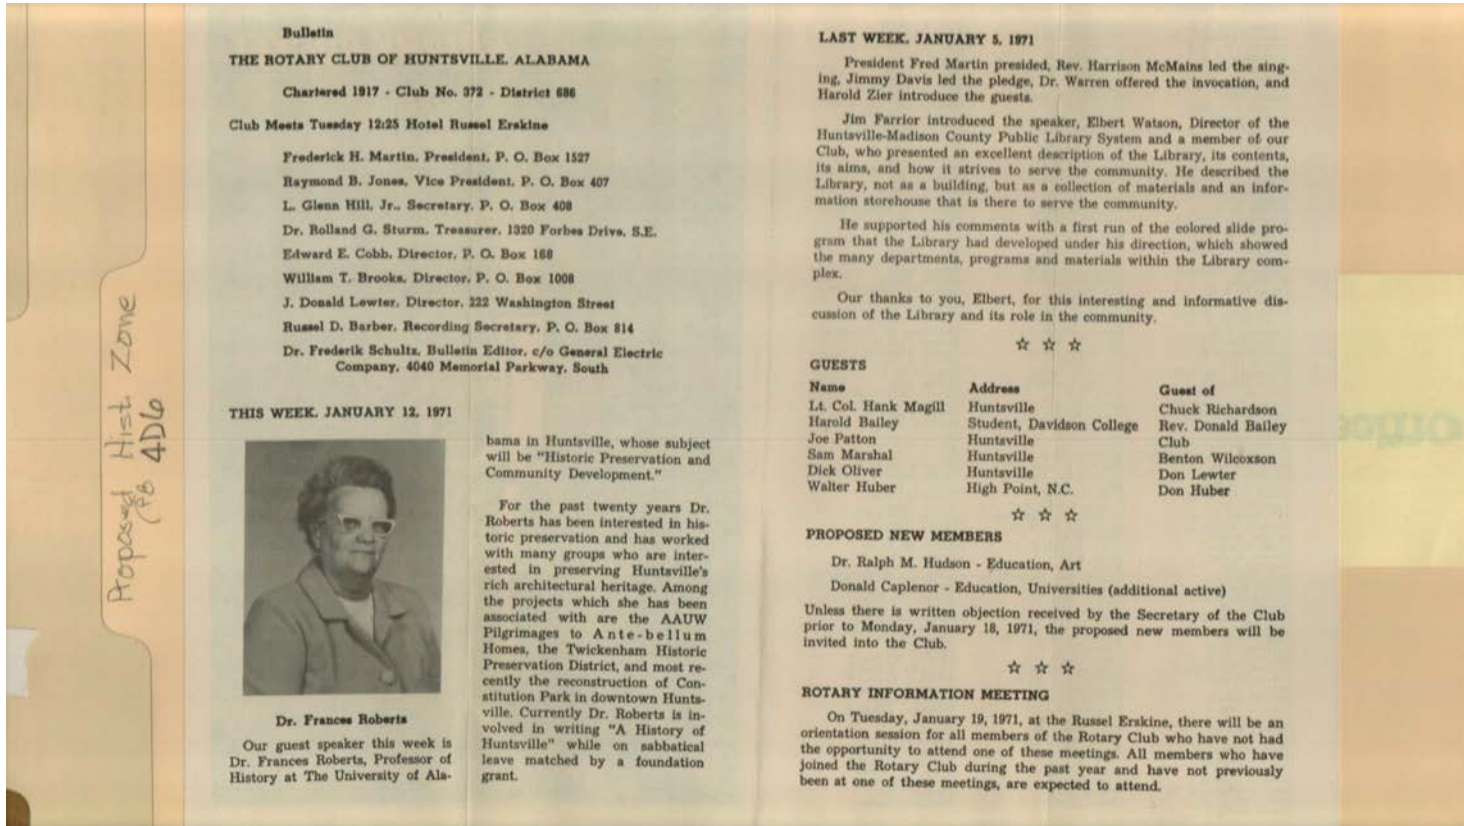 Proposed Hist. Zone
4D6
Bulletin
THE ROTARY CLUB OF HUNTSVILLE, ALABAMA
Chartered 1917 - Club No. 372 - District 686
Club Meets Tuesday 12:25 Hotel Russel Erskine
Frederick H. Martin, President, P. O. Box 1527
Raymond B. Jones, Vice President, P. O. Box 407
L. Glenn Hill, Jr., Secretary, P. O. Box 408
Dr. Rolland G. Sturm, Treasurer, 1320 Forbes Drive, S.E.
Edward E. Cobb, Director, P. O. Box 168
William T. Brooks, Director, P. O. Box 1008
J. Donald Lewter, Director, 222 Washington Street
Russel D. Barber, Recording Secretary, P. O. Box 814
Dr. Frederik Schultz, Bulletin Editor, c/o General Electric
Company, 4040 Memorial Parkway, South
THIS WEEK, JANUARY 12, 1971
Dr. Frances Roberts
Our guest speaker this week is
Dr. Frances Roberts, Professor of
History at The University of Ala-
bama in Huntsville, whose subject
will be "Historic Preservation and
Community Development."
For the past twenty years Dr.
Roberts has been interested in his-
toric preservation and has worked
with many groups who are inter-
ested in preserving Huntsville's
rich architectural heritage. Among
the projects which she has been
associated with are the AAUW
Pilgrimages to Ante-bellum
Homes, the Twickenham Historic
Preservation District, and most re-
cently the reconstruction of Con-
stitution Park in downtown Hunts-
ville. Currently Dr. Roberts is in-
volved in writing "A History of
Huntsville" while on sabbatical
leave matched by a foundation
grant.
LAST WEEK, JANUARY 5, 1971
President Fred Martin presided, Rev. Harrison McMains led the sing-
ing, Jimmy Davis led the pledge, Dr. Warren offered the invocation, and
Harold Zier introduce the guests.
Jim Farrior introduced the speaker, Elbert Watson, Director of the
Huntsville-Madison County Public Library System and a member of our
Club, who presented an excellent description of the Library, its contents,
its aims, and how it strives to serve the community. He described the
Library, not as a building, but as a collection of materials and an infor-
mation storehouse that is there to serve the community.
He supported his comments with a first run of the colored slide pro-
gram that the Library had developed under his direction, which showed
the many departments, programs and materials within the Library com-
plex.
Our thanks to you, Elbert, for this interesting and informative dis-
cussion of the Library and its role in the community.
☆ ☆ ☆
GUESTS
Name Address Guest of
Lt. Col. Hank Magill Huntsville Chuck Richardson
Harold Bailey Student, Davidson College Rev. Donald Bailey
Joe Patton Huntsville Club
Sam Marshal Huntsville Benton Wilcoxson
Dick Oliver Huntsville Don Lewter
Walter Huber High Point, N.C. Don Huber
☆ ☆ ☆
PROPOSED NEW MEMBERS
Dr. Ralph M. Hudson - Education, Art
Donald Caplenor - Education, Universities (additional active)
Unless there is written objection received by the Secretary of the Club
prior to Monday, January 18, 1971, the proposed new members will be
invited into the Club.
☆ ☆ ☆
ROTARY INFORMATION MEETING
On Tuesday, January 19, 1971, at the Russel Erskine, there will be an
orientation session for all members of the Rotary Club who have not had
the opportunity to attend one of these meetings. All members who have
joined the Rotary Club during the past year and have not previously
been at one of these meetings, are expected to attend.